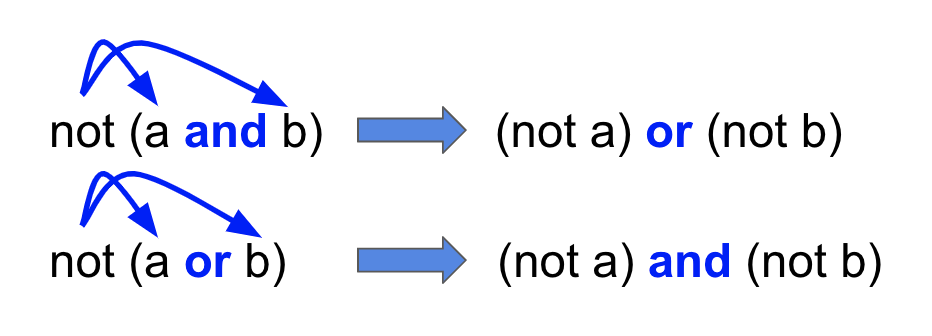 not (a and b) (not a) or (not b)
not (a or b) (not a) and (not b)